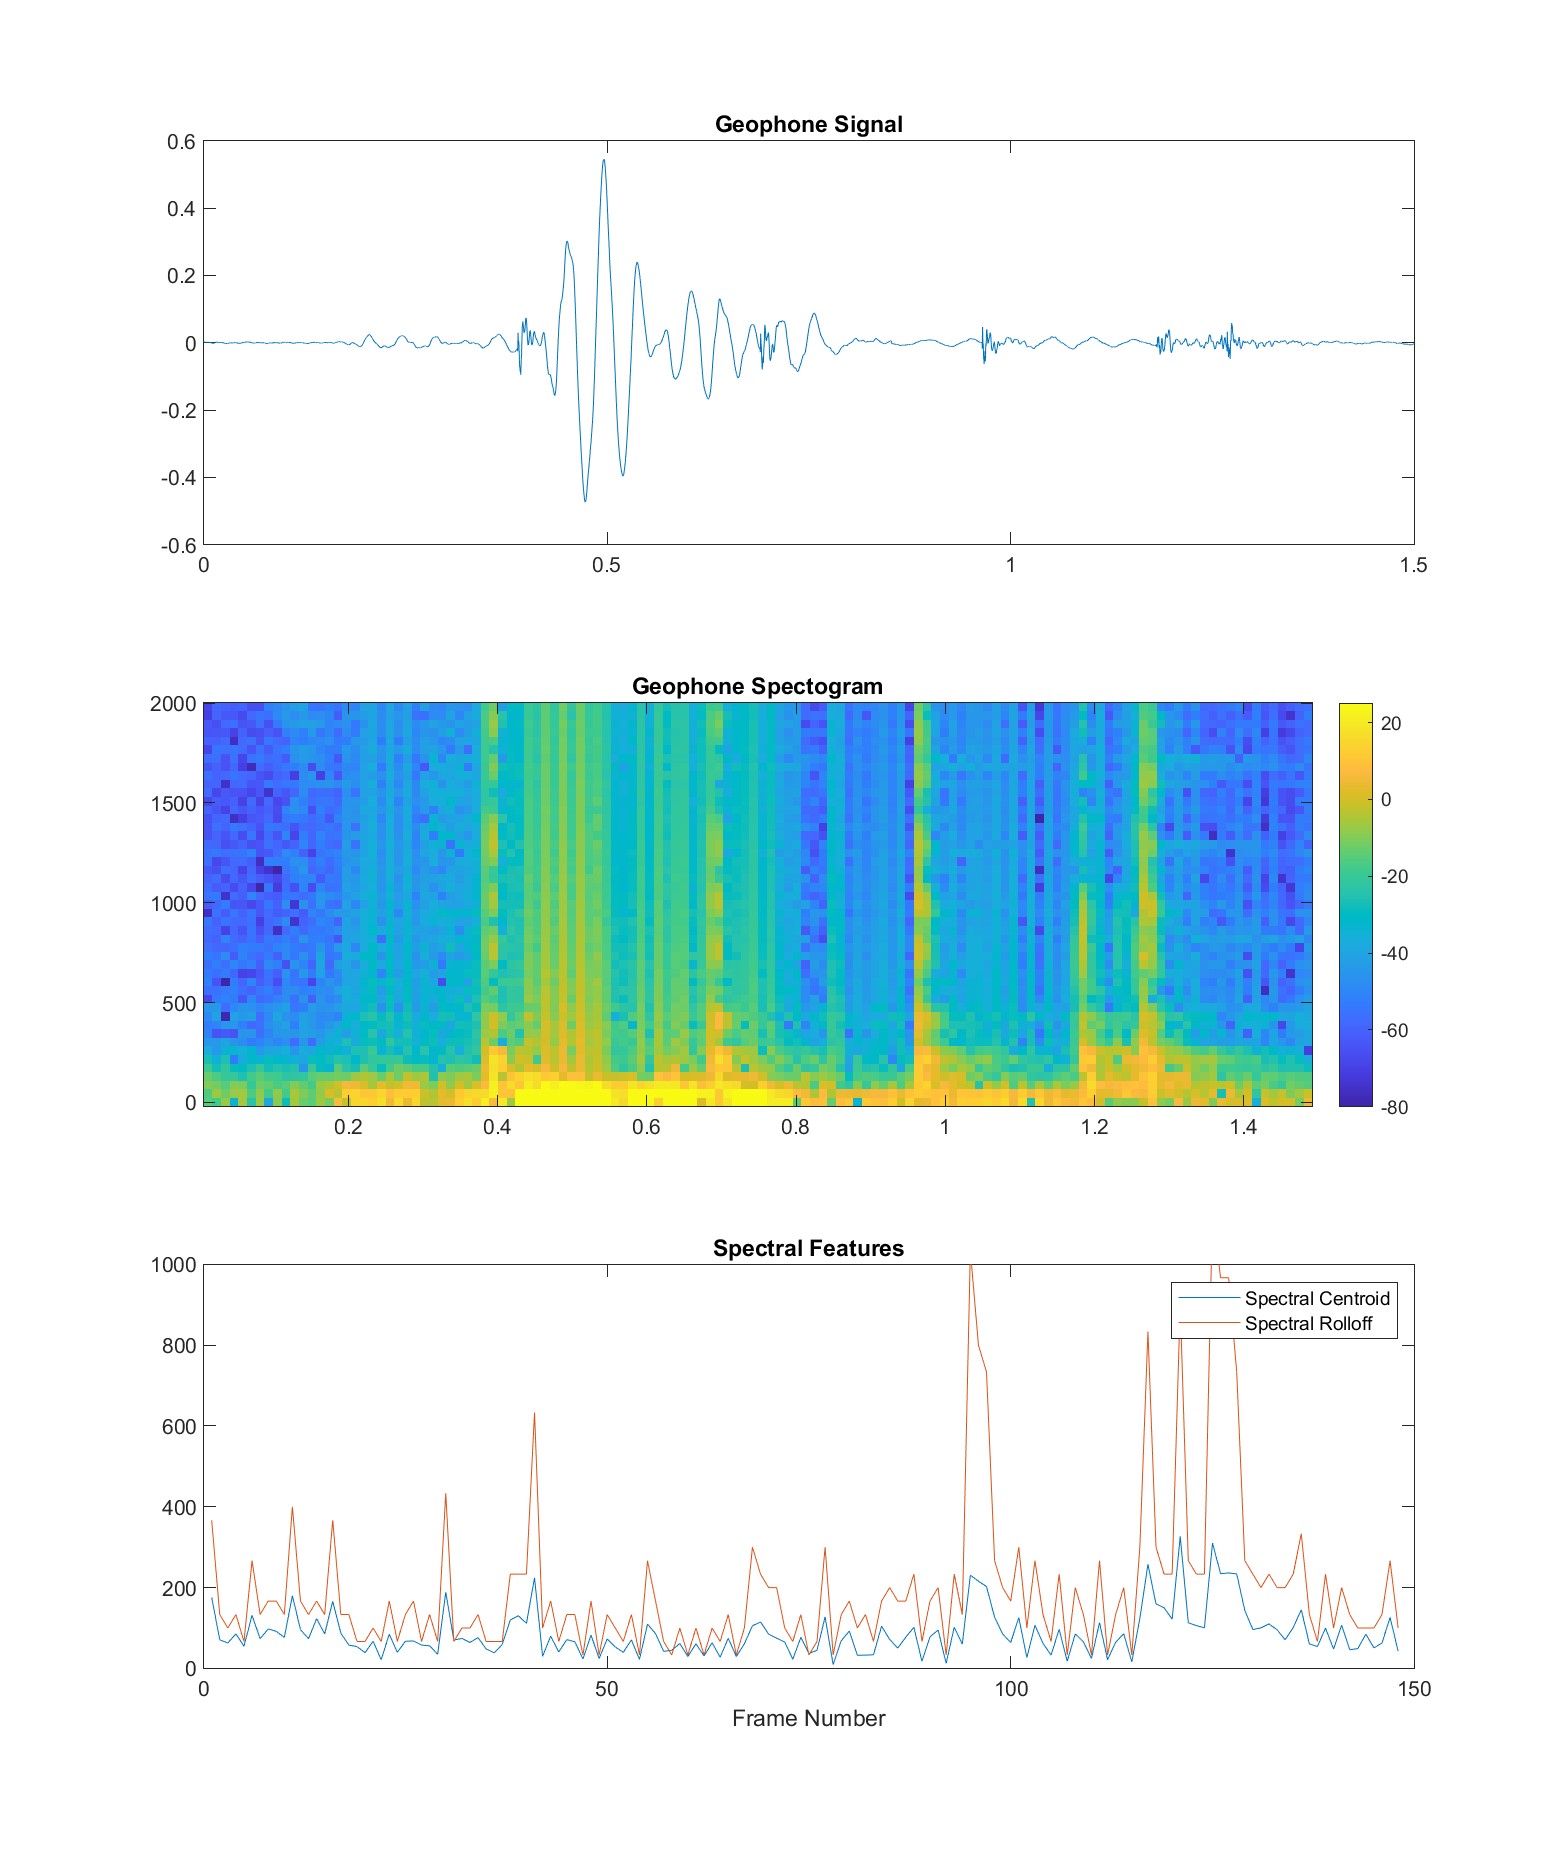 Geophone Signal
0.6
0.4
0.2
0
-0.2
-0.4
-0.6
0 0.5 1 1.5
Geophone Spectogram
2000
1500
1000
500
0
20
0
-20
-40
-60
-80
0.2 0.4 0.6 0.8 1 1.2 1.4
Spectral Features
1000
800
600
400
200
0
Spectral Centroid
Spectral Rolloff
0 50 100 150
Frame Number